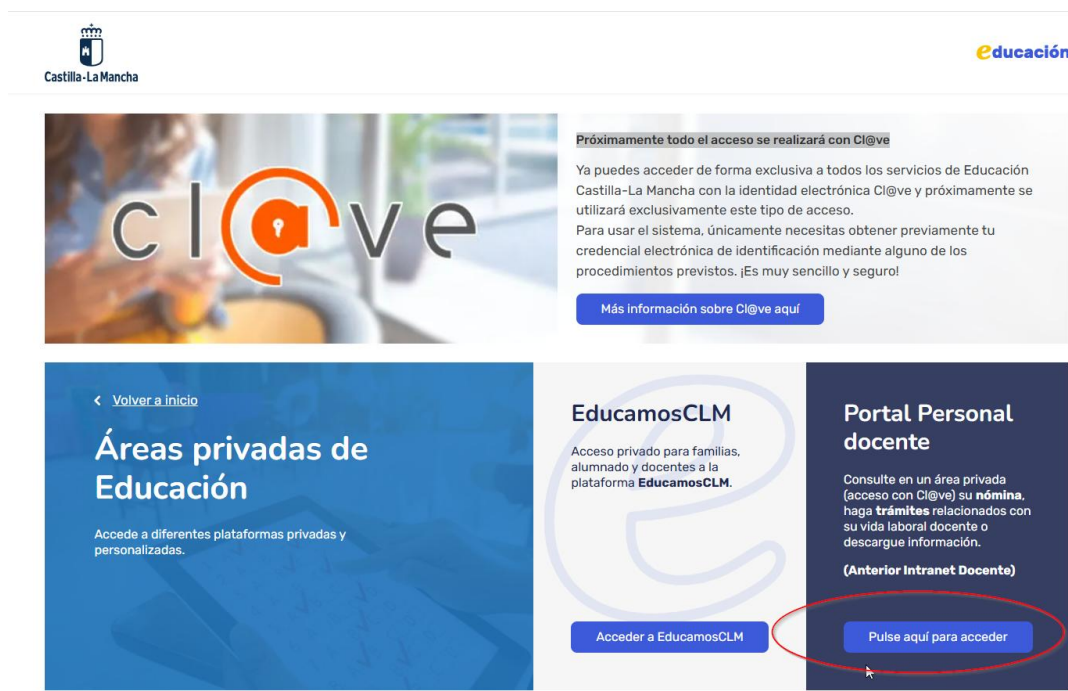 Castilla-La Mancha
educación
cl@ve
Próximamente todo el acceso se realizará con Cl@ve
Ya puedes acceder de forma exclusiva a todos los servicios de Educación
Castilla-La Mancha con la identidad electrónica Cl@ve y próximamente se
utilizará exclusivamente este tipo de acceso.
Para usar el sistema, únicamente necesitas obtener previamente tu
credencial electrónica de identificación mediante alguno de los
procedimientos previstos. ¡Es muy sencillo y seguro!
Más información sobre Cl@ve aquí
Volver a inicio
Áreas privadas de
Educación
Accede a diferentes plataformas privadas y
personalizadas.
EducamosCLM
Acceso privado para familias,
alumnado y docentes a la
plataforma EducamosCLM.
Acceder a EducamosCLM
Portal Personal
docente
Consulte en un área privada
(acceso con Cl@ve) su nómina,
haga trámites relacionados con
su vida laboral docente o
descargue información.
(Anterior Intranet Docente)
Pulse aquí para acceder